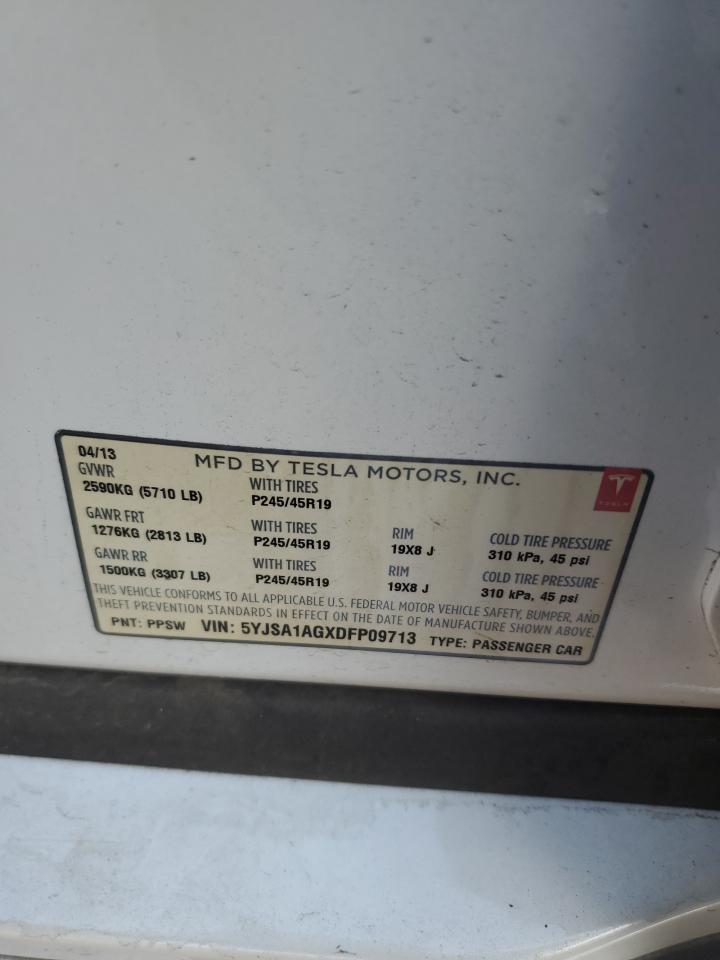 04/13 MFD BY TESLA MOTORS, INC.
GVWR WITH TIRES
2590KG (5710 LB) P245/45R19
TESLA
GAWR FRT WITH TIRES RIM COLD TIRE PRESSURE
1276KG (2813 LB) P245/45R19 19X8 J 310 kPa, 45 psi
GAWR RR WITH TIRES RIM COLD TIRE PRESSURE
1500KG (3307 LB) P245/45R19 19X8 J 310 kPa, 45 psi
THIS VEHICLE CONFORMS TO ALL APPLICABLE U.S. FEDERAL MOTOR VEHICLE SAFETY, BUMPER, AND
THEFT PREVENTION STANDARDS IN EFFECT ON THE DATE OF MANUFACTURE SHOWN ABOVE.
PNT: PPSW VIN: 5YJSA1AGXDFP09713 TYPE: PASSENGER CAR